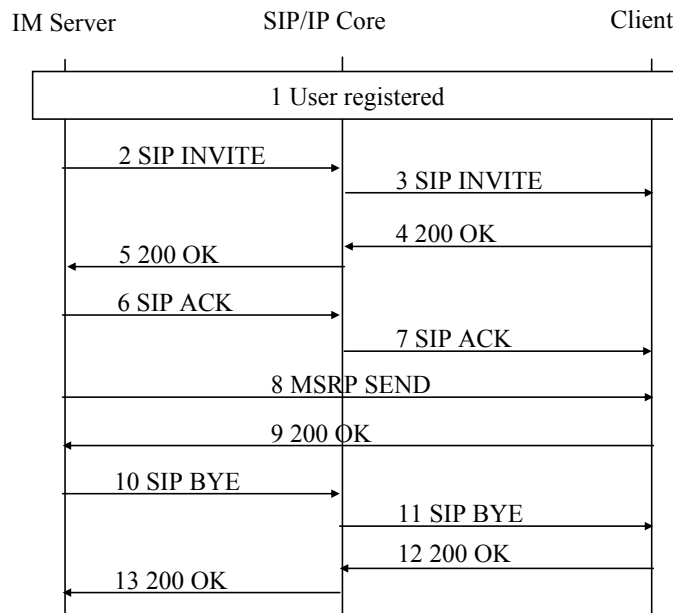 IM Server
SIP/IP Core
Client
1 User registered
2 SIP INVITE
3 SIP INVITE
4 200 OK
5 200 OK
6 SIP ACK
7 SIP ACK
8 MSRP SEND
9 200 OK
10 SIP BYE
11 SIP BYE
12 200 OK
13 200 OK